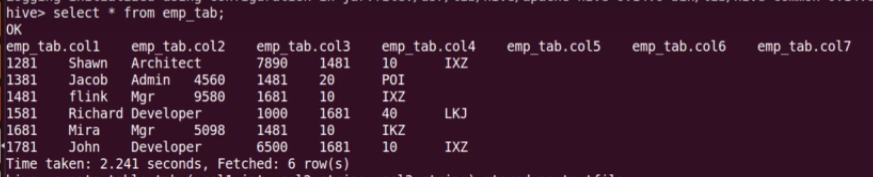 hive> select * from emp_tab;
OK
emp_tab.col1 emp_tab.col2 emp_tab.col3 emp_tab.col4 emp_tab.col5 emp_tab.col6 emp_tab.col7
1281 Shawn Architect 7890 1481 10 IXZ
1381 Jacob Admin 4560 1481 20 POI
1481 flink Mgr 9580 1681 10 IXZ
1581 Richard Developer 1000 1681 40 LKJ
1681 Mira Mgr 5098 1481 10 IKZ
1781 John Developer 6500 1681 10 IXZ
Time taken: 2.241 seconds, Fetched: 6 row(s)